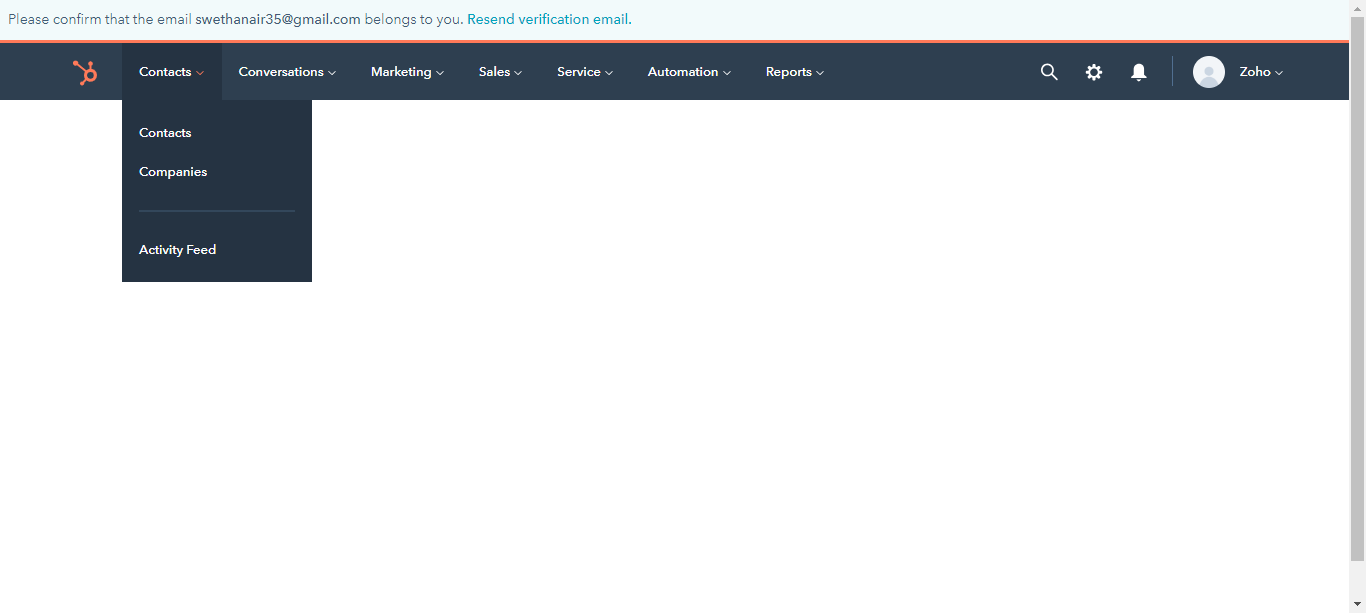 Please confirm that the email swethanair35@gmail.com belongs to you. Resend verification email.
Contacts Conversations Marketing Sales Service Automation Reports Zoho
Contacts
Companies
Activity Feed